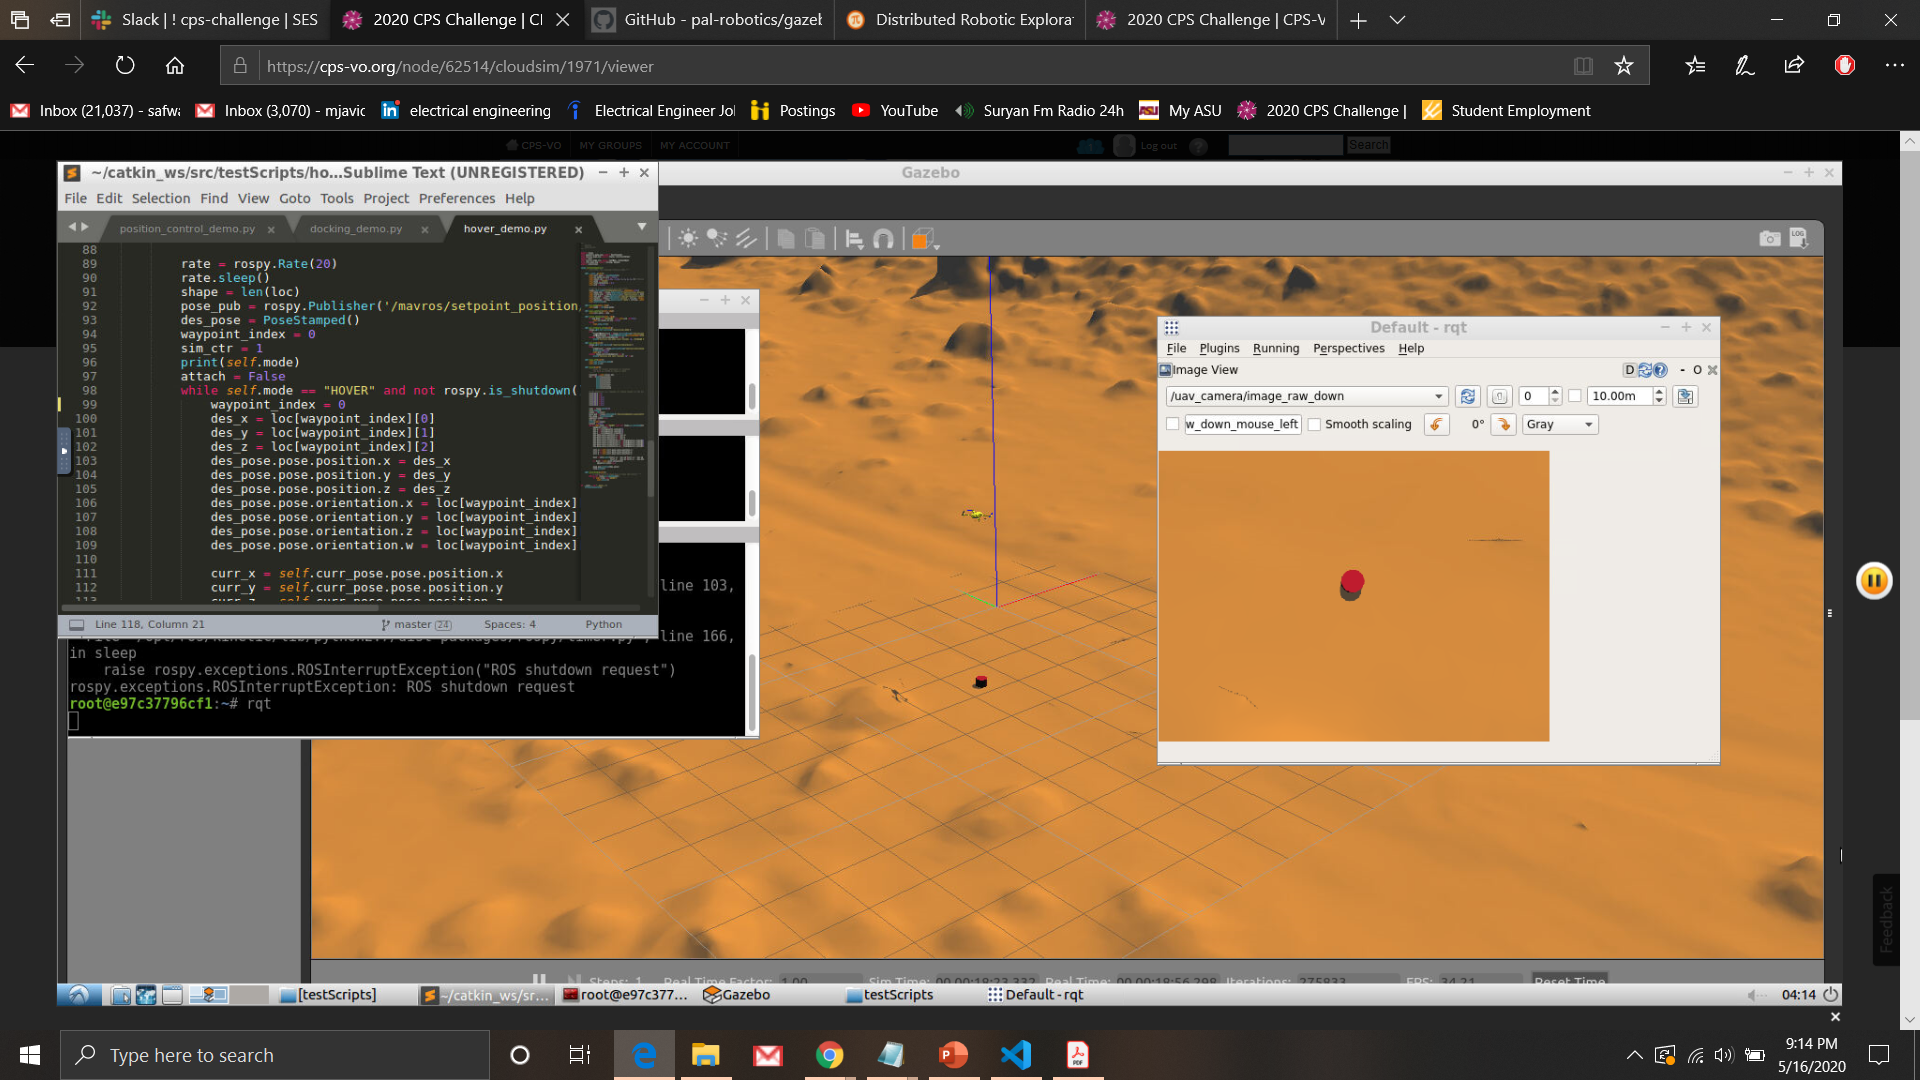 Slack | ! cps-challenge | SES
2020 CPS Challenge | C
GitHub - pal-robotics/gazeb
Distributed Robotic Explora
2020 CPS Challenge | CPS-V
https://cps-vo.org/node/62514/cloudsim/1971/viewer
Inbox (21,037) - safwa
Inbox (3,070) - mjavic
electrical engineering
Electrical Engineer Jol
Postings
YouTube
Suryan Fm Radio 24h
My ASU
2020 CPS Challenge |
Student Employment
CPS-VO
MY GROUPS
MY ACCOUNT
Log out
Search
~/catkin_ws/src/testScripts/ho...Sublime Text (UNREGISTERED)
Gazebo
File Edit Selection Find View Goto Tools Project Preferences Help
position_control_demo.py
docking_demo.py
hover_demo.py
88
89 rate = rospy.Rate(20)
90 rate.sleep()
91 shape = len(loc)
92 pose_pub = rospy.Publisher('/mavros/setpoint_position,
93 des_pose = PoseStamped()
94 waypoint_index = 0
95 sim_ctr = 1
96 print(self.mode)
97 attach = False
98 while self.mode == "HOVER" and not rospy.is_shutdown(
99 waypoint_index = 0
100 des_x = loc[waypoint_index][0]
101 des_y = loc[waypoint_index][1]
102 des_z = loc[waypoint_index][2]
103 des_pose.pose.position.x = des_x
104 des_pose.pose.position.y = des_y
105 des_pose.pose.position.z = des_z
106 des_pose.pose.orientation.x = loc[waypoint_index]
107 des_pose.pose.orientation.y = loc[waypoint_index]
108 des_pose.pose.orientation.z = loc[waypoint_index]
109 des_pose.pose.orientation.w = loc[waypoint_index]
110
111 curr_x = self.curr_pose.pose.position.x
112 curr_y = self.curr_pose.pose.position.y
Line 118, Column 21
master 24
Spaces: 4
Python
line 103,
line 166,
in sleep
raise rospy.exceptions.ROSInterruptException("ROS shutdown request")
rospy.exceptions.ROSInterruptException: ROS shutdown request
root@e97c37796cf1:~# rqt
LOG
Default - rqt
File Plugins Running Perspectives Help
Image View
D
- O
/uav_camera/image_raw_down
0
10.00m
w_down_mouse_left
Smooth scaling
0°
Gray
Feedback
Steps: 1 Real Time Factor: 1.00 Sim Time: Real Time: Iterations: 275833 FPS: 34.21 Reset Time
[testScripts]
~/catkin_ws/sr...
root@e97c377...
Gazebo
testScripts
Default - rqt
04:14
Type here to search
9:14 PM
5/16/2020